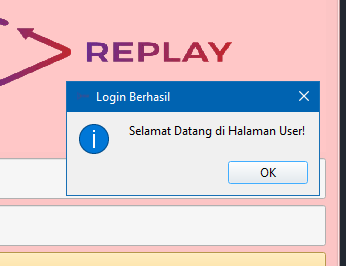 REPLAY
Login Berhasil
Selamat Datang di Halaman User!
OK